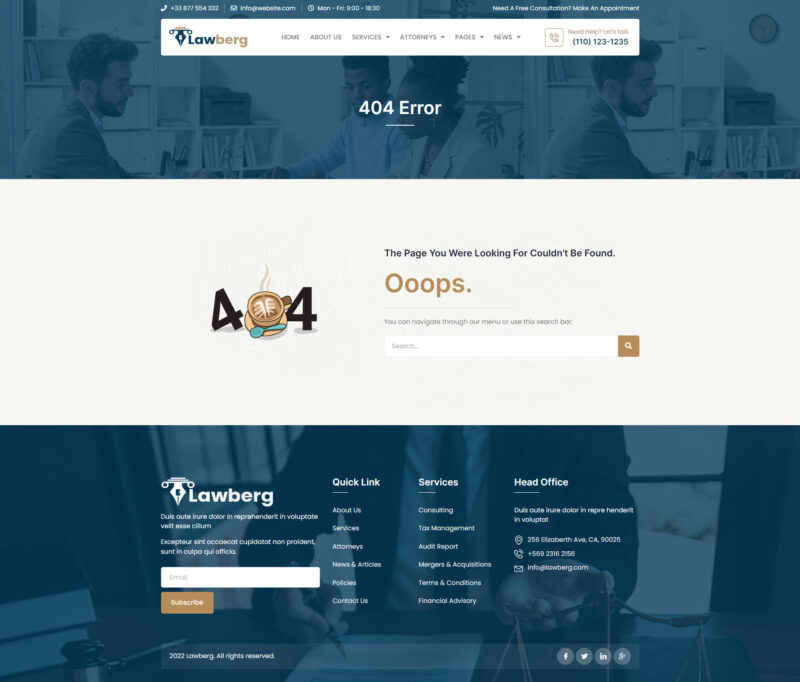 +33 877 554 332 info@website.com Mon - Fri: 9:00 - 18:30 Need A Free Consultation? Make An Appointment
Lawberg HOME ABOUT US SERVICES ATTORNEYS PAGES NEWS
Need Help? Let's talk
(110) 123-1235
404 Error
404
The Page You Were Looking For Couldn't Be Found.
Ooops.
You can navigate through our menu or use this search bar:
Search...
Lawberg
Duis aute irure dolor in reprehenderit in voluptate
velit esse cillum
Excepteur sint occaecat cupidatat non proident,
sunt in culpa qui officia.
Email
Subscribe
Quick Link
About Us
Services
Attorneys
News & Articles
Policies
Contact Us
Services
Consulting
Tax Management
Audit Report
Mergers & Acquisitions
Terms & Conditions
Financial Advisory
Head Office
Duis aute irure dolor in repre henderit
in voluptat
256 Elizaberth Ave, CA, 90025
+569 2316 2156
info@lawberg.com
2022 Lawberg. All rights reserved.